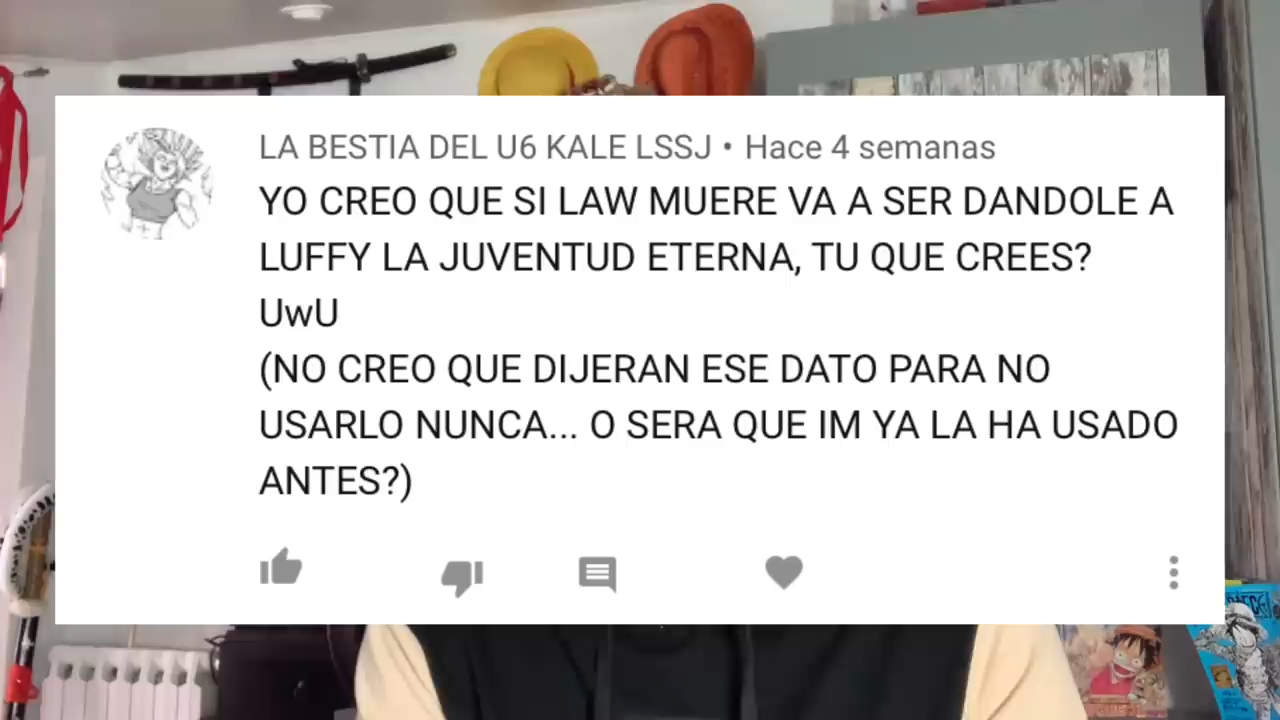 LA BESTIA DEL U6 KALE LSSJ • Hace 4 semanas
YO CREO QUE SI LAW MUERE VA A SER DANDOLE A
LUFFY LA JUVENTUD ETERNA, TU QUE CREES?
UwU
(NO CREO QUE DIJERAN ESE DATO PARA NO
USARLO NUNCA... O SERA QUE IM YA LA HA USADO
ANTES?)